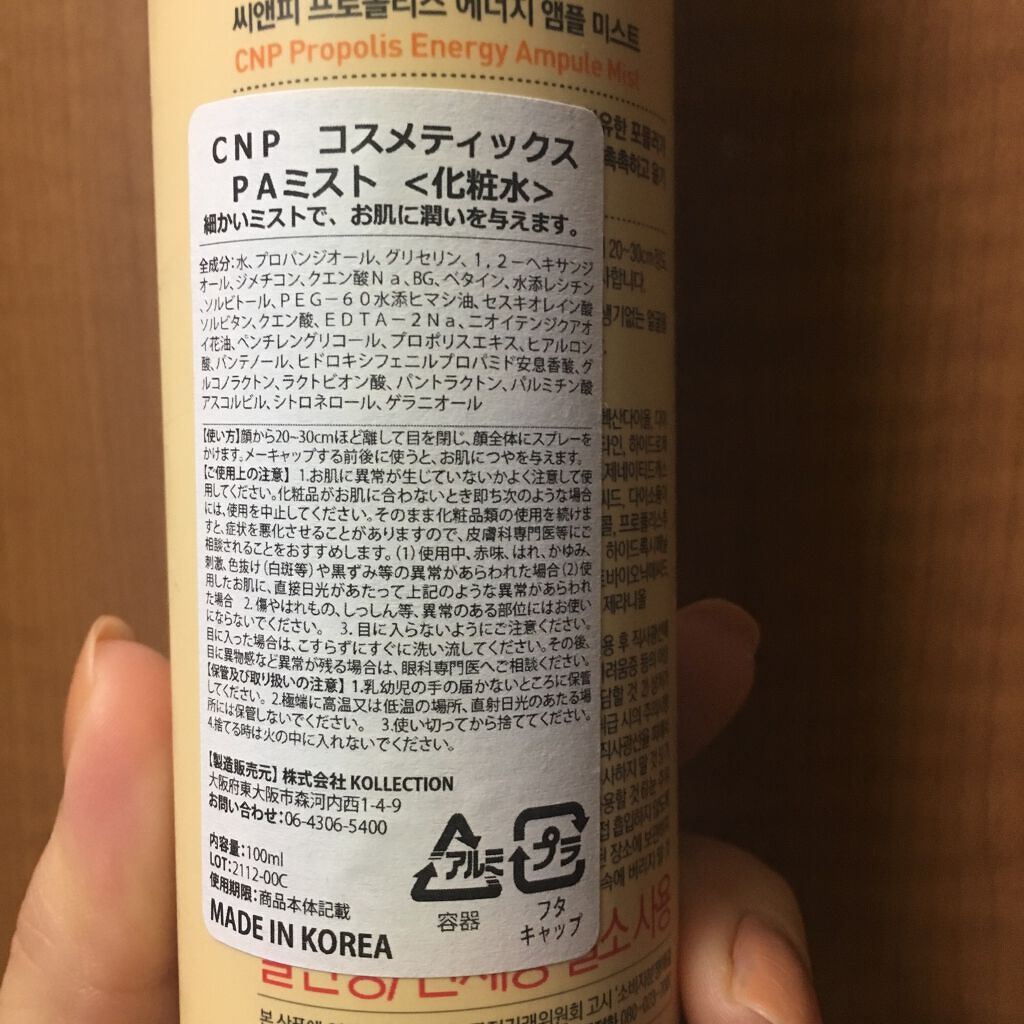 씨앤피 프로폴리스 에너지 앰플 미스트
CNP Propolis Energy Ampule Mist
CNP コスメティックス
PAミスト <化粧水>
細かいミストで、お肌に潤いを与えます。
全成分:水、プロパンジオール、グリセリン、1,2-ヘキサンジ
オール、ジメチコン、クエン酸Na、BG、ベタイン、水添レシチン
、ソルビトール、PEG-60水添ヒマシ油、セスキオレイン酸
ソルビタン、クエン酸、EDTA-2Na、ニオイテンジクアオ
イ花油、ペンチレングリコール、プロポリスエキス、ヒアルロン
酸、パンテノール、ヒドロキシフェニルプロパミド安息香酸、グ
ルコノラクトン、ラクトビオン酸、パントラクトン、パルミチン酸
アスコルビル、シトロネロール、ゲラニオール
【使い方】顔から20~30cmほど離して目を閉じ、顔全体にスプレーを
かけます。メーキャップする前後に使うと、お肌につやを与えます。
【ご使用上の注意】 1.お肌に異常が生じていないかよく注意して使
用してください。化粧品がお肌に合わないとき即ち次のような場合
には、使用を中止してください。そのまま化粧品類の使用を続けま
すと、症状を悪化させることがありますので、皮膚科専門医等にご
相談されることをおすすめします。(1)使用中、赤味、はれ、かゆみ、
刺激、色抜け(白斑等)や黒ずみ等の異常があらわれた場合(2)使
用したお肌に、直接日光があたって上記のような異常があらわれ
た場合 2.傷やはれもの、しっしん等、異常のある部位にはお使い
にならないでください。 3.目に入らないようにご注意ください。
目に入った場合は、こすらずにすぐに洗い流してください。その後、
目に異物感など異常が残る場合は、眼科専門医へご相談ください。
【保管及び取り扱いの注意】1.乳幼児の手の届かないところに保管
してください。2.極端に高温又は低温の場所、直射日光のあたる場
所には保管しないでください。 3.使い切ってから捨ててください。
4.捨てる時は火の中に入れないでください。
【製造販売元】株式会社 KOLLECTION
大阪府東大阪市森河内西1-4-9
お問い合わせ:06-4306-5400
内容量:100ml
LOT:2112-00C
使用期限:商品本体記載
MADE IN KOREA
アルミ
容器
プラ
フタ
キャップ